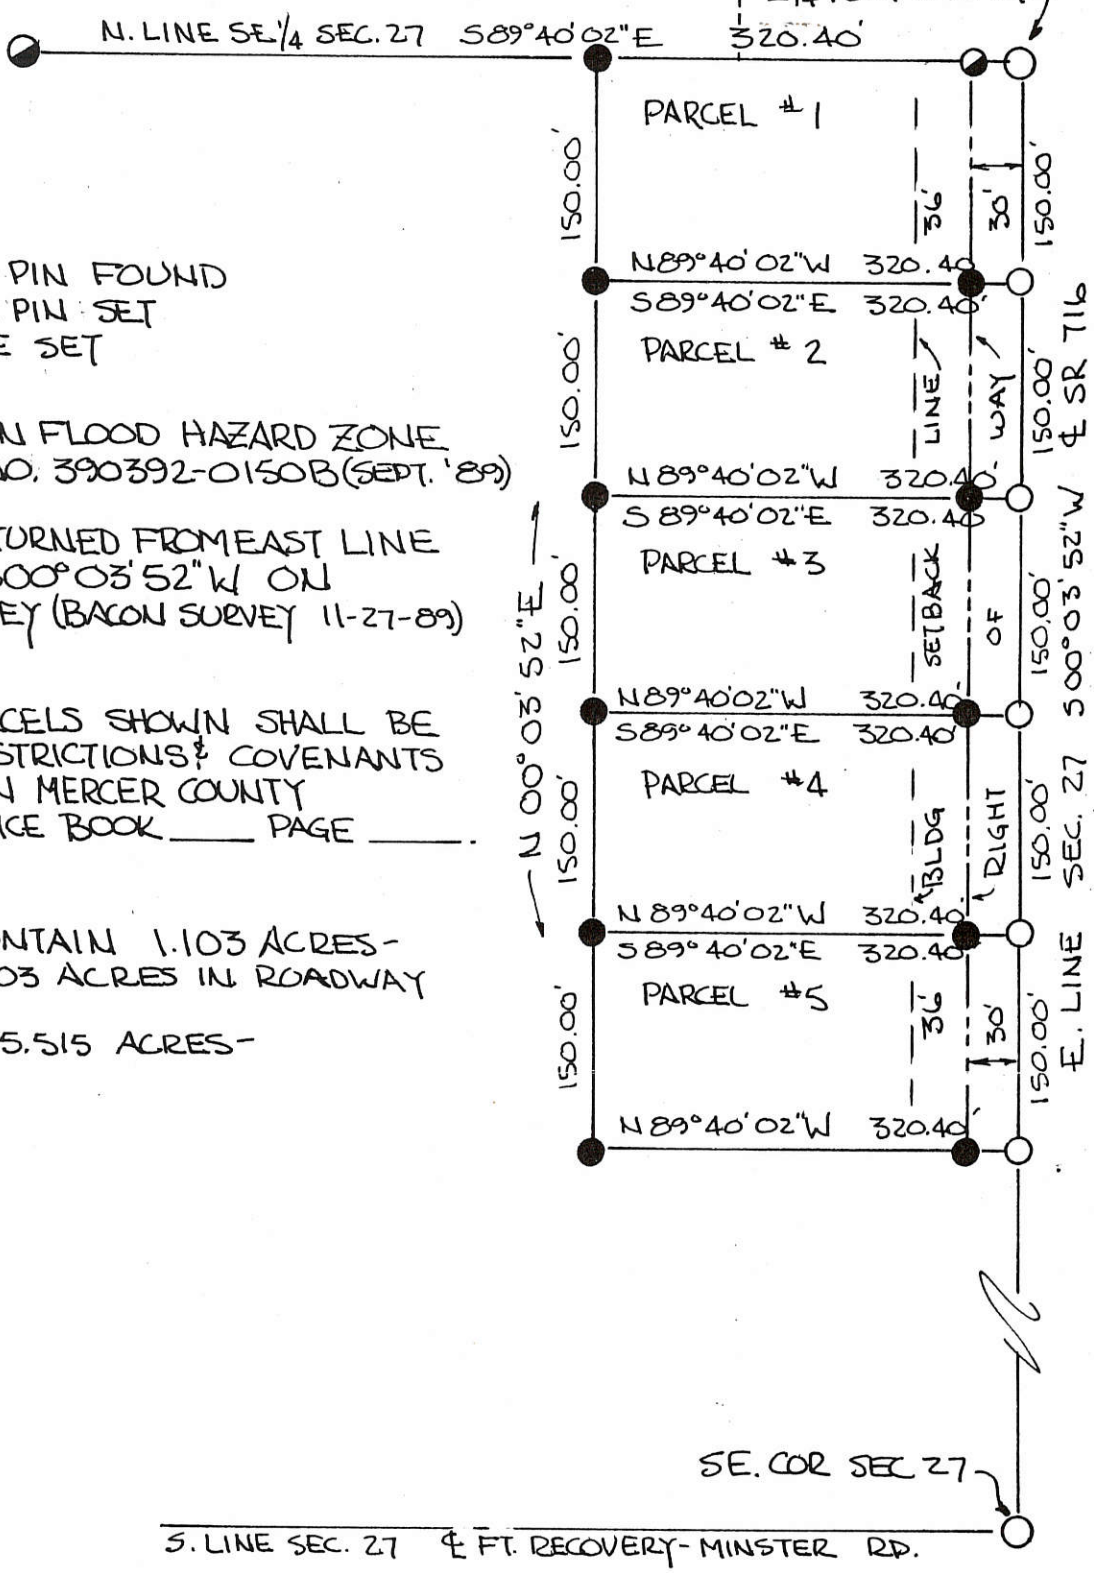 N. LINE SE.1/4 SEC. 27 S89°40'02"E 320.40'
PARCEL #1
150.00'
36'
30'
150.00'
N89°40'02"W 320.40
S89°40'02"E 320.40'
PARCEL #2
150.00'
LINE
WAY
150.00'
℄ SR 716
N89°40'02"W 320.40'
S89°40'02"E 320.40
PARCEL #3
150.00'
N 00°03'52"E
SETBACK
OF
150.00'
S00°03'52"W
N89°40'02"W 320.40'
S89°40'02"E 320.40'
PARCEL #4
150.00'
BLDG
RIGHT
150.00'
E. LINE SEC. 27
N89°40'02"W 320.40'
S89°40'02"E 320.40'
PARCEL #5
150.00'
36'
30'
150.00'
N89°40'02"W 320.40'
PIN FOUND
PIN SET
E SET
N FLOOD HAZARD ZONE
NO. 390392-0150B (SEPT. '89)
TURNED FROM EAST LINE
S00°03'52"W ON
EY (BACON SURVEY 11-27-89)
CELS SHOWN SHALL BE
STRICTIONS & COVENANTS
N MERCER COUNTY
ICE BOOK ____ PAGE _____.
NTAIN 1.103 ACRES-
03 ACRES IN ROADWAY
5.515 ACRES-
SE. COR SEC 27
S. LINE SEC. 27 ℄ FT. RECOVERY-MINSTER RD.